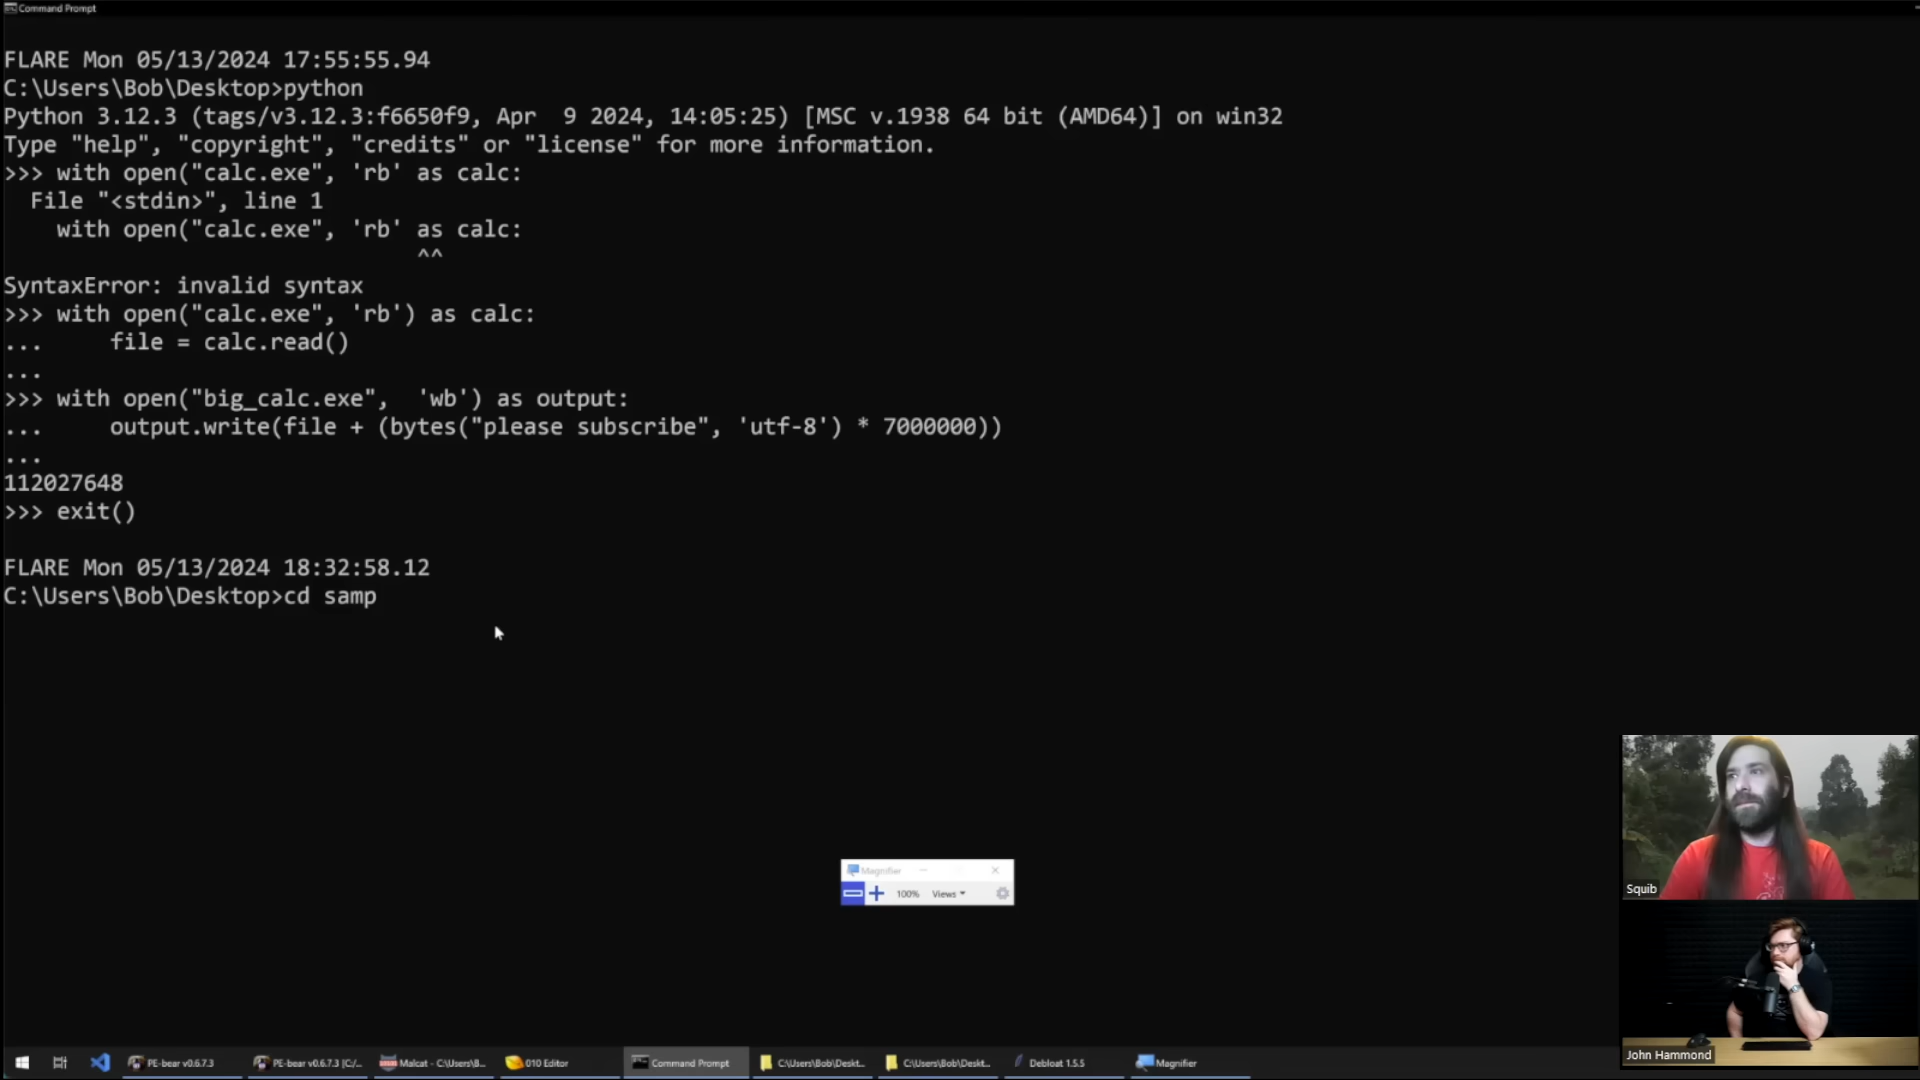 Command Prompt
FLARE Mon 05/13/2024 17:55:55.94
C:\Users\Bob\Desktop>python
Python 3.12.3 (tags/v3.12.3:f6650f9, Apr  9 2024, 14:05:25) [MSC v.1938 64 bit (AMD64)] on win32
Type "help", "copyright", "credits" or "license" for more information.
>>> with open("calc.exe", 'rb' as calc:
  File "<stdin>", line 1
    with open("calc.exe", 'rb' as calc:
                               ^^
SyntaxError: invalid syntax
>>> with open("calc.exe", 'rb') as calc:
...     file = calc.read()
...
>>> with open("big_calc.exe",  'wb') as output:
...     output.write(file + (bytes("please subscribe", 'utf-8') * 7000000))
...
112027648
>>> exit()
FLARE Mon 05/13/2024 18:32:58.12
C:\Users\Bob\Desktop>cd samp
Magnifier
100% Views
Squib
John Hammond
PE-bear v0.6.7.3
PE-bear v0.6.7.3 [C:/...
Malcat - C:\Users\B...
010 Editor
Command Prompt
C:\Users\Bob\Deskt...
C:\Users\Bob\Deskt...
Debloat 1.5.5
Magnifier